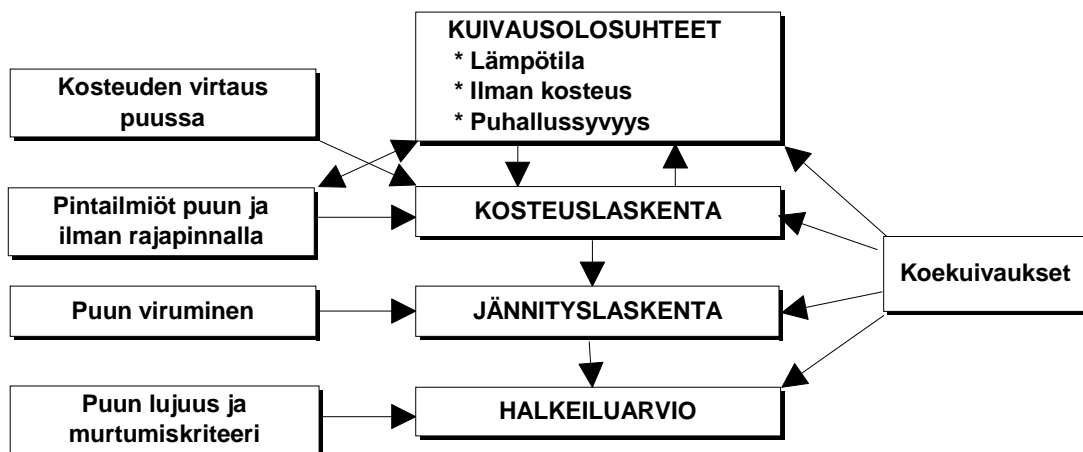 KUIVAUSOLOSUHTEET
* Lämpötila
* Ilman kosteus
* Puhallussyvyys
Kosteuden virtaus
puussa
Pintailmiöt puun ja
ilman rajapinnalla
KOSTEUSLASKENTA
Koekuivaukset
Puun viruminen
JÄNNITYSLASKENTA
Puun lujuus ja
murtumiskriteeri
HALKEILUARVIO